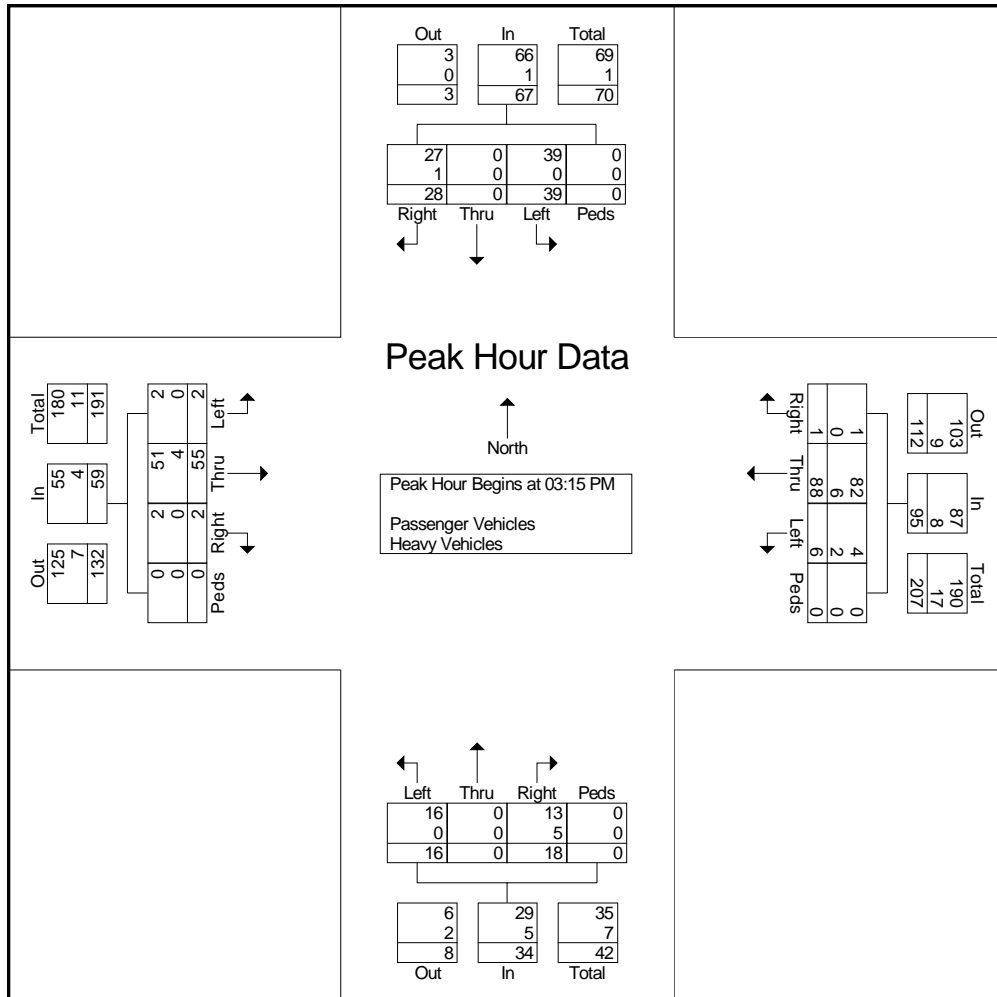 Out In Total
3 66 69
0 1 1
3 67 70
27 0 39 0
1 0 0 0
28 0 39 0
Right Thru Left Peds
Peak Hour Data
North
Peak Hour Begins at 03:15 PM
Passenger Vehicles
Heavy Vehicles
Out In Total
125 55 180
7 4 11
132 59 191
2 51 2 0
0 4 0 0
2 55 2 0
Left Thru Right Peds
Out In Total
103 87 190
9 8 17
112 95 207
1 82 4 0
0 6 2 0
1 88 6 0
Right Thru Left Peds
Left Thru Right Peds
16 0 13 0
0 0 5 0
16 0 18 0
6 29 35
2 5 7
8 34 42
Out In Total